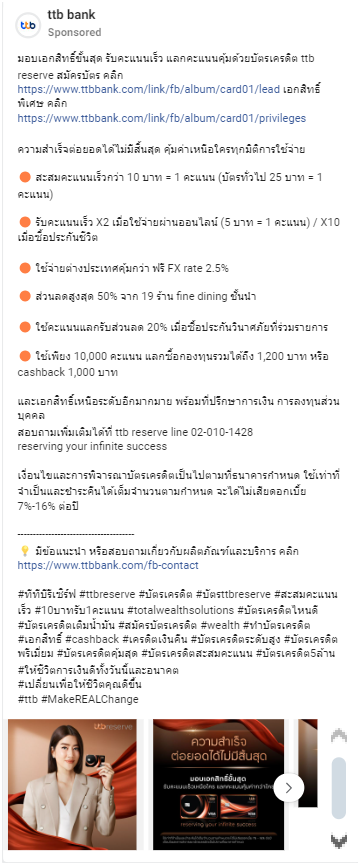 ttb bank
ttb
Sponsored
มอบเอกสิทธิ์ขั้นสุด รับคะแนนเร็ว แลกคะแนนคุ้มด้วยบัตรเครดิต ttb
reserve สมัครบัตร คลิก
https://www.ttbbank.com/link/fb/album/card01/lead เอกสิทธิ์
พิเศษ คลิก
https://www.ttbbank.com/link/fb/album/card01/privileges
ความสำเร็จต่อยอดได้ไม่มีสิ้นสุด คุ้มค่าเหนือใครทุกมิติการใช้จ่าย
สะสมคะแนนเร็วกว่า 10 บาท = 1 คะแนน (บัตรทั่วไป 25 บาท = 1
คะแนน)
รับคะแนนเร็ว X2 เมื่อใช้จ่ายผ่านออนไลน์ (5 บาท = 1 คะแนน) / X10
เมื่อซื้อประกันชีวิต
ใช้จ่ายต่างประเทศคุ้มกว่า ฟรี FX rate 2.5%
ส่วนลดสูงสุด 50% จาก 19 ร้าน fine dining ชั้นนำ
ใช้คะแนนแลกรับส่วนลด 20% เมื่อซื้อประกันวินาศภัยที่ร่วมรายการ
ใช้เพียง 10,000 คะแนน แลกซื้อกองทุนรวมได้ถึง 1,200 บาท หรือ
cashback 1,000 บาท
และเอกสิทธิ์เหนือระดับอีกมากมาย พร้อมที่ปรึกษาการเงิน การลงทุนส่วน
บุคคล
สอบถามเพิ่มเติมได้ที่ ttb reserve line 02-010-1428
reserving your infinite success
เงื่อนไขและการพิจารณาบัตรเครดิตเป็นไปตามที่ธนาคารกำหนด ใช้เท่าที่
จำเป็นและชำระคืนได้เต็มจำนวนตามกำหนด จะได้ไม่เสียดอกเบี้ย
7%-16% ต่อปี
-------------------------------------
มีข้อแนะนำ หรือสอบถามเกี่ยวกับผลิตภัณฑ์และบริการ คลิก
https://www.ttbbank.com/fb-contact
#ทีทีบีรีเซิร์ฟ #ttbreserve #บัตรเครดิต #บัตรttbreserve #สะสมคะแนน
เร็ว #10บาทรับ1คะแนน #totalwealthsolutions #บัตรเครดิตไหนดี
#บัตรเครดิตเติมน้ำมัน #สมัครบัตรเครดิต #wealth #ทำบัตรเครดิต
#เอกสิทธิ์ #cashback #เครดิตเงินคืน #บัตรเครดิตระดับสูง #บัตรเครดิต
พรีเมี่ยม #บัตรเครดิตคุ้มสุด #บัตรเครดิตสะสมคะแนน #บัตรเครดิต5ล้าน
#ให้ชีวิตการเงินดีทั้งวันนี้และอนาคต
#เปลี่ยนเพื่อให้ชีวิตคุณดีขึ้น
#ttb #MakeREALChange
ttb reserve
ความสำเร็จ
ต่อยอดได้ไม่มีสิ้นสุด
มอบเอกสิทธิ์ขั้นสุด
reserving your infinite success